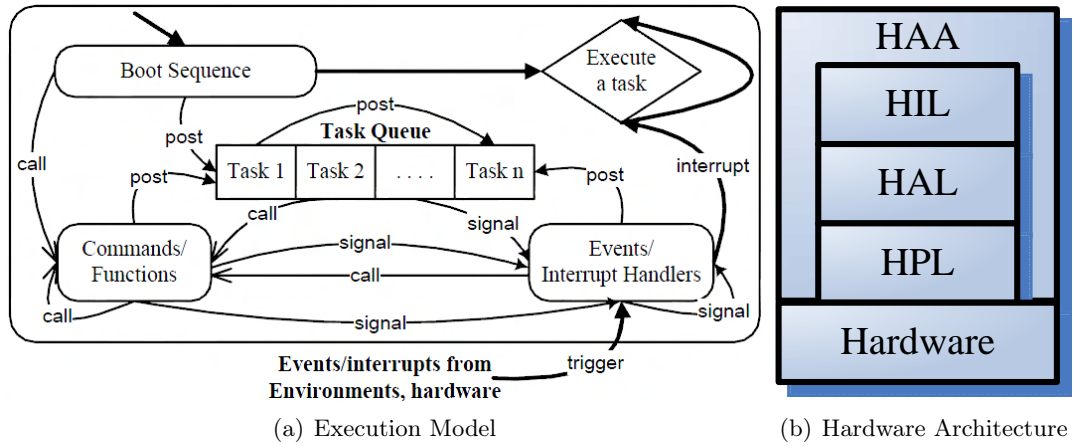 Boot Sequence
Execute
a task
post
Task Queue
post
call
interrupt
Task 1
Task 2
. . . .
Task n
post
post
call
signal
Commands/
Functions
signal
Events/
Interrupt Handlers
call
call
signal
signal
Events/interrupts from
Environments, hardware
trigger
(a) Execution Model
HAA
HIL
HAL
HPL
Hardware
(b) Hardware Architecture